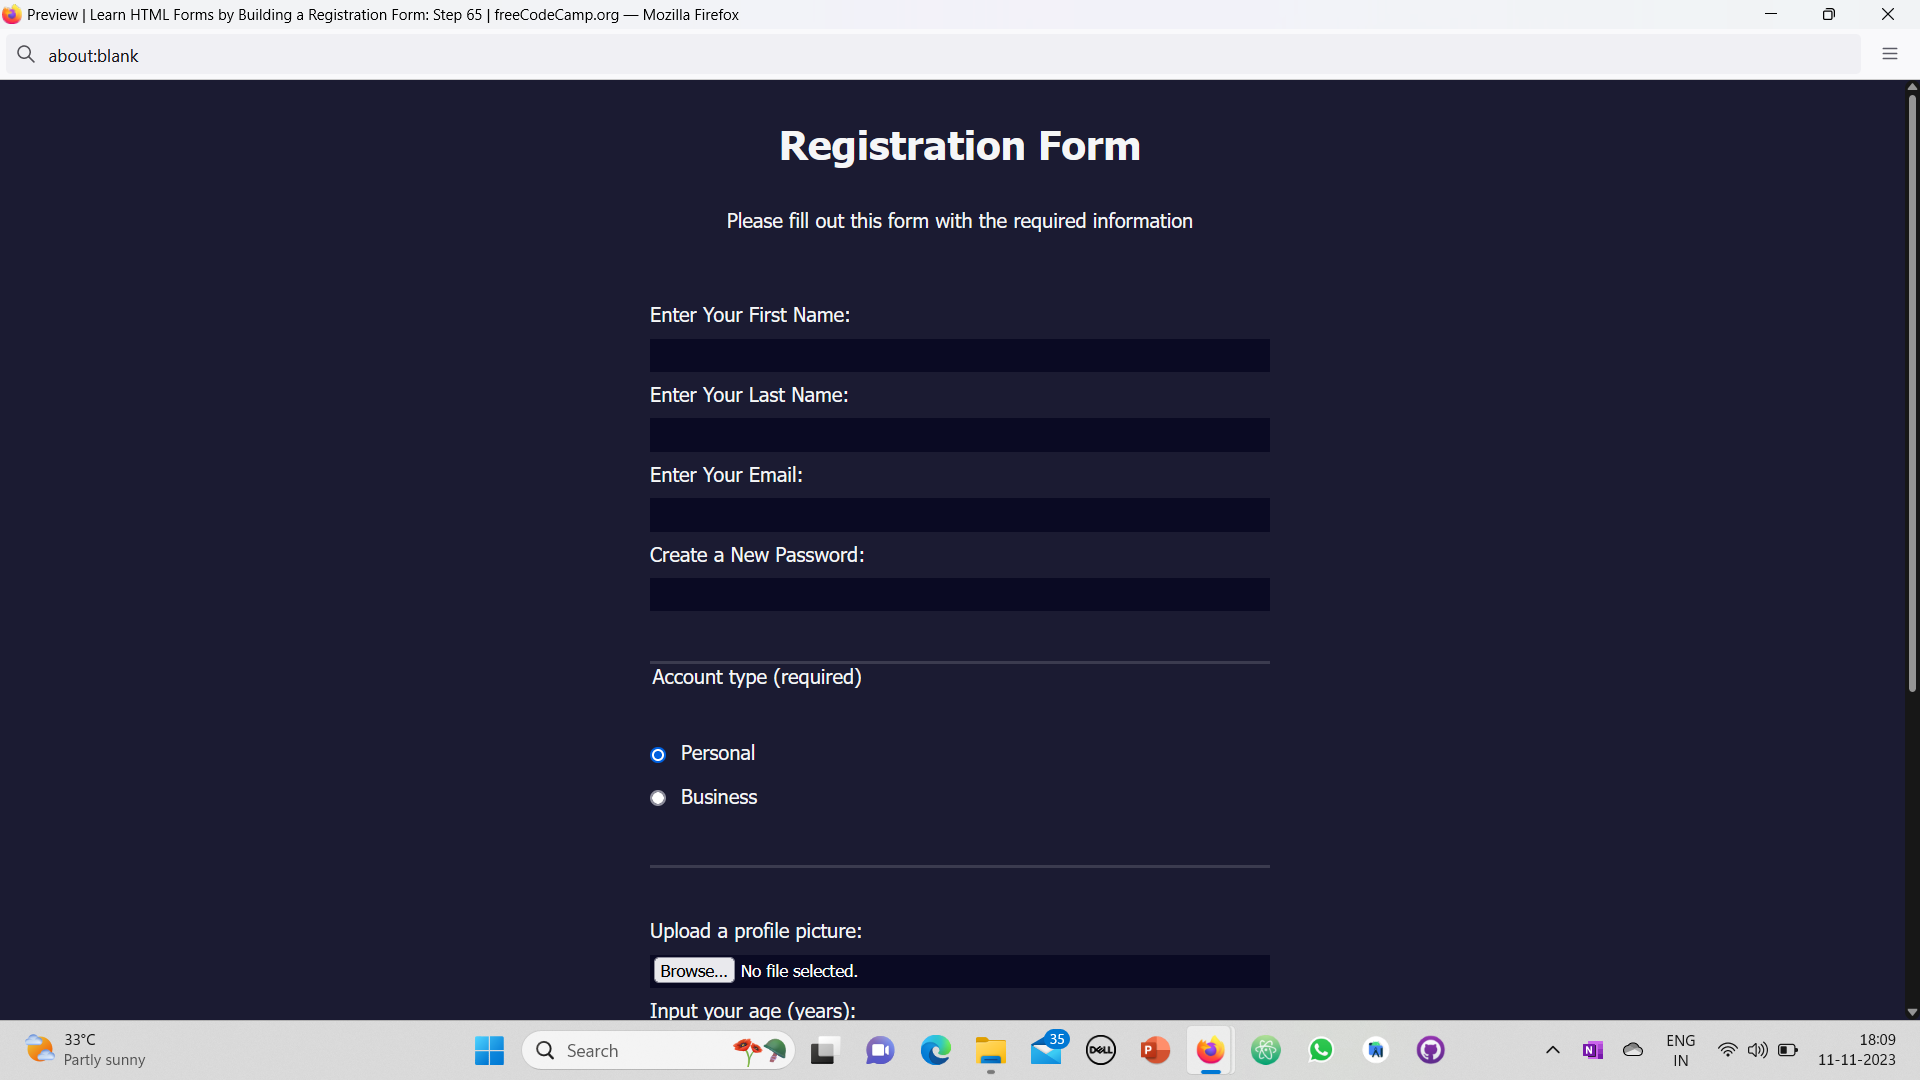 Preview | Learn HTML Forms by Building a Registration Form: Step 65 | freeCodeCamp.org — Mozilla Firefox
about:blank
Registration Form
Please fill out this form with the required information
Enter Your First Name:
Enter Your Last Name:
Enter Your Email:
Create a New Password:
Account type (required)
Personal
Business
Upload a profile picture:
Browse... No file selected.
Input your age (years):
33°C
Partly sunny
Search
35
DELL
P
N
ENG
IN
18:09
11-11-2023